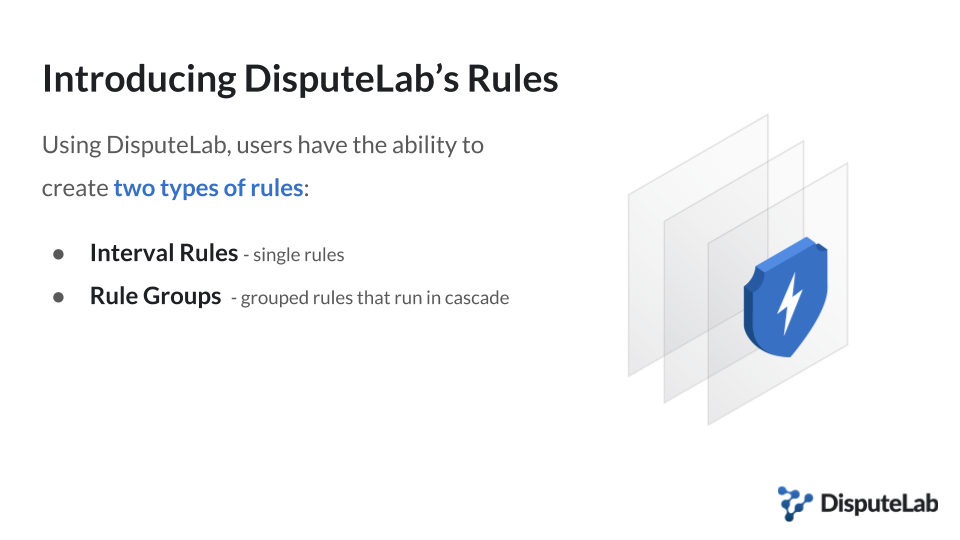 Introducing DisputeLab’s Rules
Using DisputeLab, users have the ability to
create two types of rules:
● Interval Rules - single rules
● Rule Groups - grouped rules that run in cascade
DisputeLab